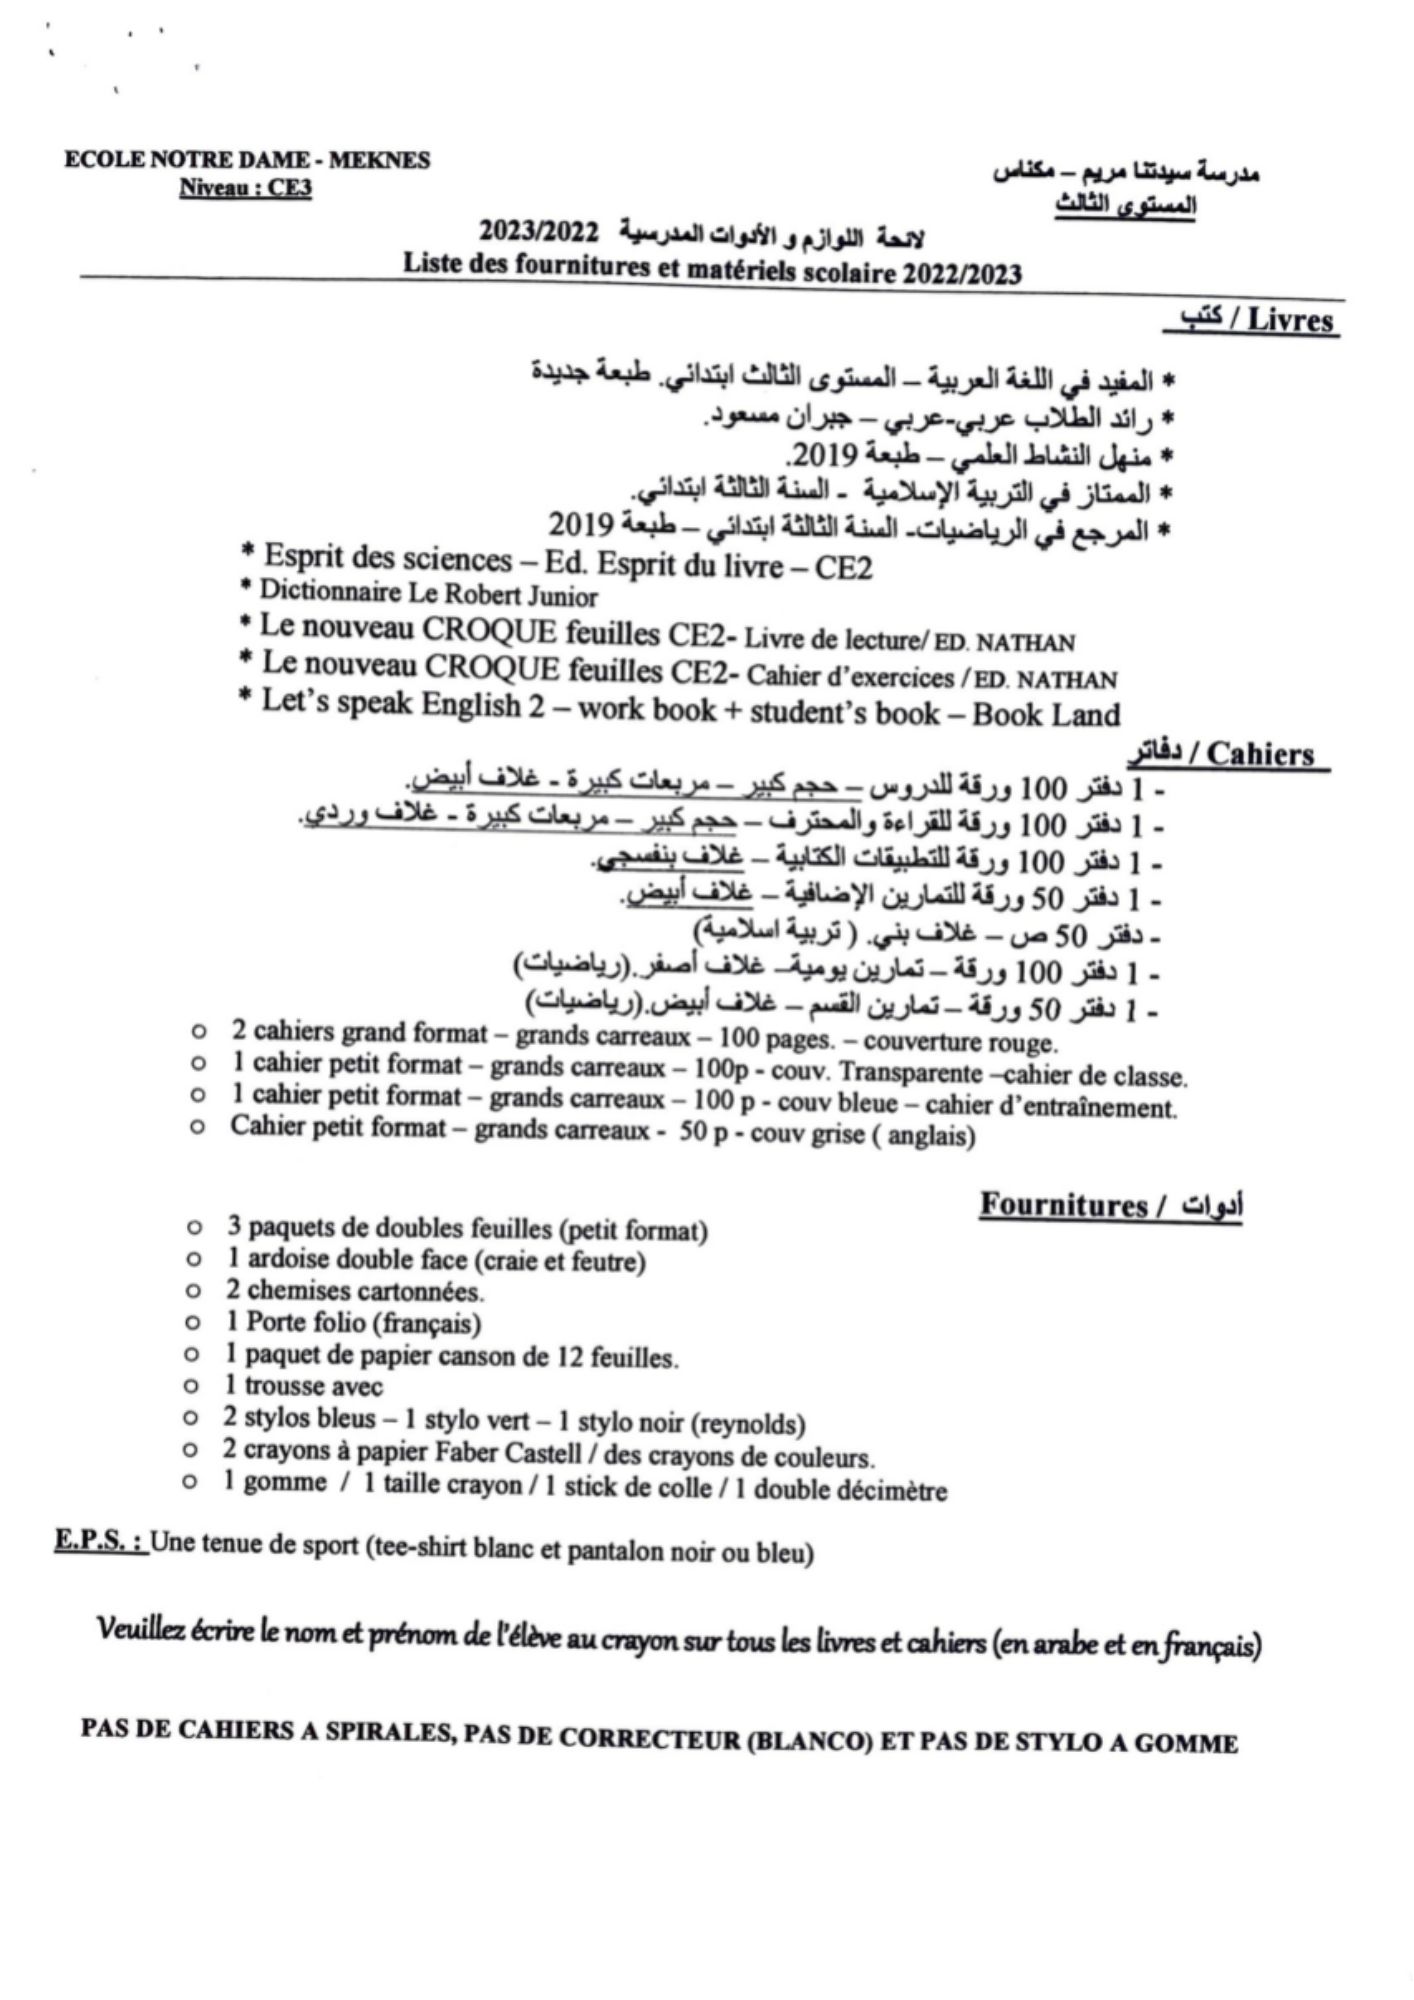 ECOLE NOTRE DAME - MEKNES
Niveau : CE3
مدرسة سيدتنا مريم – مكناس
المستوى الثالث
لائحة اللوازم و الأدوات المدرسية 2023/2022
Liste des fournitures et matériels scolaire 2022/2023
كتب / Livres
* المفيد في اللغة العربية – المستوى الثالث ابتدائي. طبعة جديدة
* رائد الطلاب عربي-عربي – جبران مسعود.
* منهل النشاط العلمي – طبعة 2019.
* الممتاز في التربية الإسلامية - السنة الثالثة ابتدائي.
* المرجع في الرياضيات- السنة الثالثة ابتدائي – طبعة 2019
* Esprit des sciences – Ed. Esprit du livre – CE2
* Dictionnaire Le Robert Junior
* Le nouveau CROQUE feuilles CE2- Livre de lecture/ ED. NATHAN
* Le nouveau CROQUE feuilles CE2- Cahier d’exercices / ED. NATHAN
* Let’s speak English 2 – work book + student’s book – Book Land
دفاتر / Cahiers
- 1 دفتر 100 ورقة للدروس – حجم كبير – مربعات كبيرة - غلاف أبيض.
- 1 دفتر 100 ورقة للقراءة والمحترف – حجم كبير – مربعات كبيرة - غلاف وردي.
- 1 دفتر 100 ورقة للتطبيقات الكتابية – غلاف بنفسجي.
- 1 دفتر 50 ورقة للتمارين الإضافية – غلاف أبيض.
- دفتر 50 ص – غلاف بني. ( تربية اسلامية)
- 1 دفتر 100 ورقة – تمارين يومية– غلاف أصفر.(رياضيات)
- 1 دفتر 50 ورقة – تمارين القسم – غلاف أبيض.(رياضيات)
o 2 cahiers grand format – grands carreaux – 100 pages. – couverture rouge.
o 1 cahier petit format – grands carreaux – 100p - couv. Transparente –cahier de classe.
o 1 cahier petit format – grands carreaux – 100 p - couv bleue – cahier d’entraînement.
o Cahier petit format – grands carreaux - 50 p - couv grise ( anglais)
Fournitures / أدوات
o 3 paquets de doubles feuilles (petit format)
o 1 ardoise double face (craie et feutre)
o 2 chemises cartonnées.
o 1 Porte folio (français)
o 1 paquet de papier canson de 12 feuilles.
o 1 trousse avec
o 2 stylos bleus – 1 stylo vert – 1 stylo noir (reynolds)
o 2 crayons à papier Faber Castell / des crayons de couleurs.
o 1 gomme / 1 taille crayon / 1 stick de colle / 1 double décimètre
E.P.S. : Une tenue de sport (tee-shirt blanc et pantalon noir ou bleu)
Veuillez écrire le nom et prénom de l'élève au crayon sur tous les livres et cahiers (en arabe et en français)
PAS DE CAHIERS A SPIRALES, PAS DE CORRECTEUR (BLANCO) ET PAS DE STYLO A GOMME